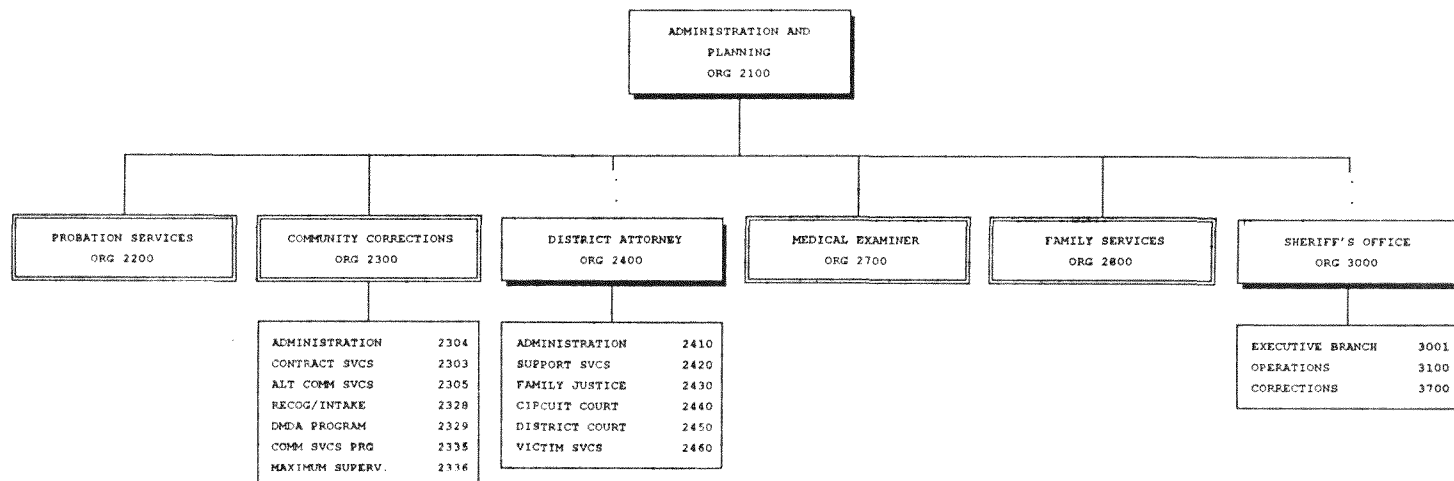 ADMINISTRATION AND
PLANNING
ORG 2100
PROBATION SERVICES
ORG 2200
COMMUNITY CORRECTIONS
ORG 2300
DISTRICT ATTORNEY
ORG 2400
MEDICAL EXAMINER
ORG 2700
FAMILY SERVICES
ORG 2800
SHERIFF'S OFFICE
ORG 3000
ADMINISTRATION 2304
CONTRACT SVCS 2303
ALT COMM SVCS 2305
RECOG/INTAKE 2328
DMDA PROGRAM 2329
COMM SVCS PRG 2335
MAXIMUM SUPERV. 2336
ADMINISTRATION 2410
SUPPORT SVCS 2420
FAMILY JUSTICE 2430
CIPCUIT COURT 2440
DISTRICT COURT 2450
VICTIM SVCS 2460
EXECUTIVE BRANCH 3001
OPERATIONS 3100
CORRECTIONS 3700